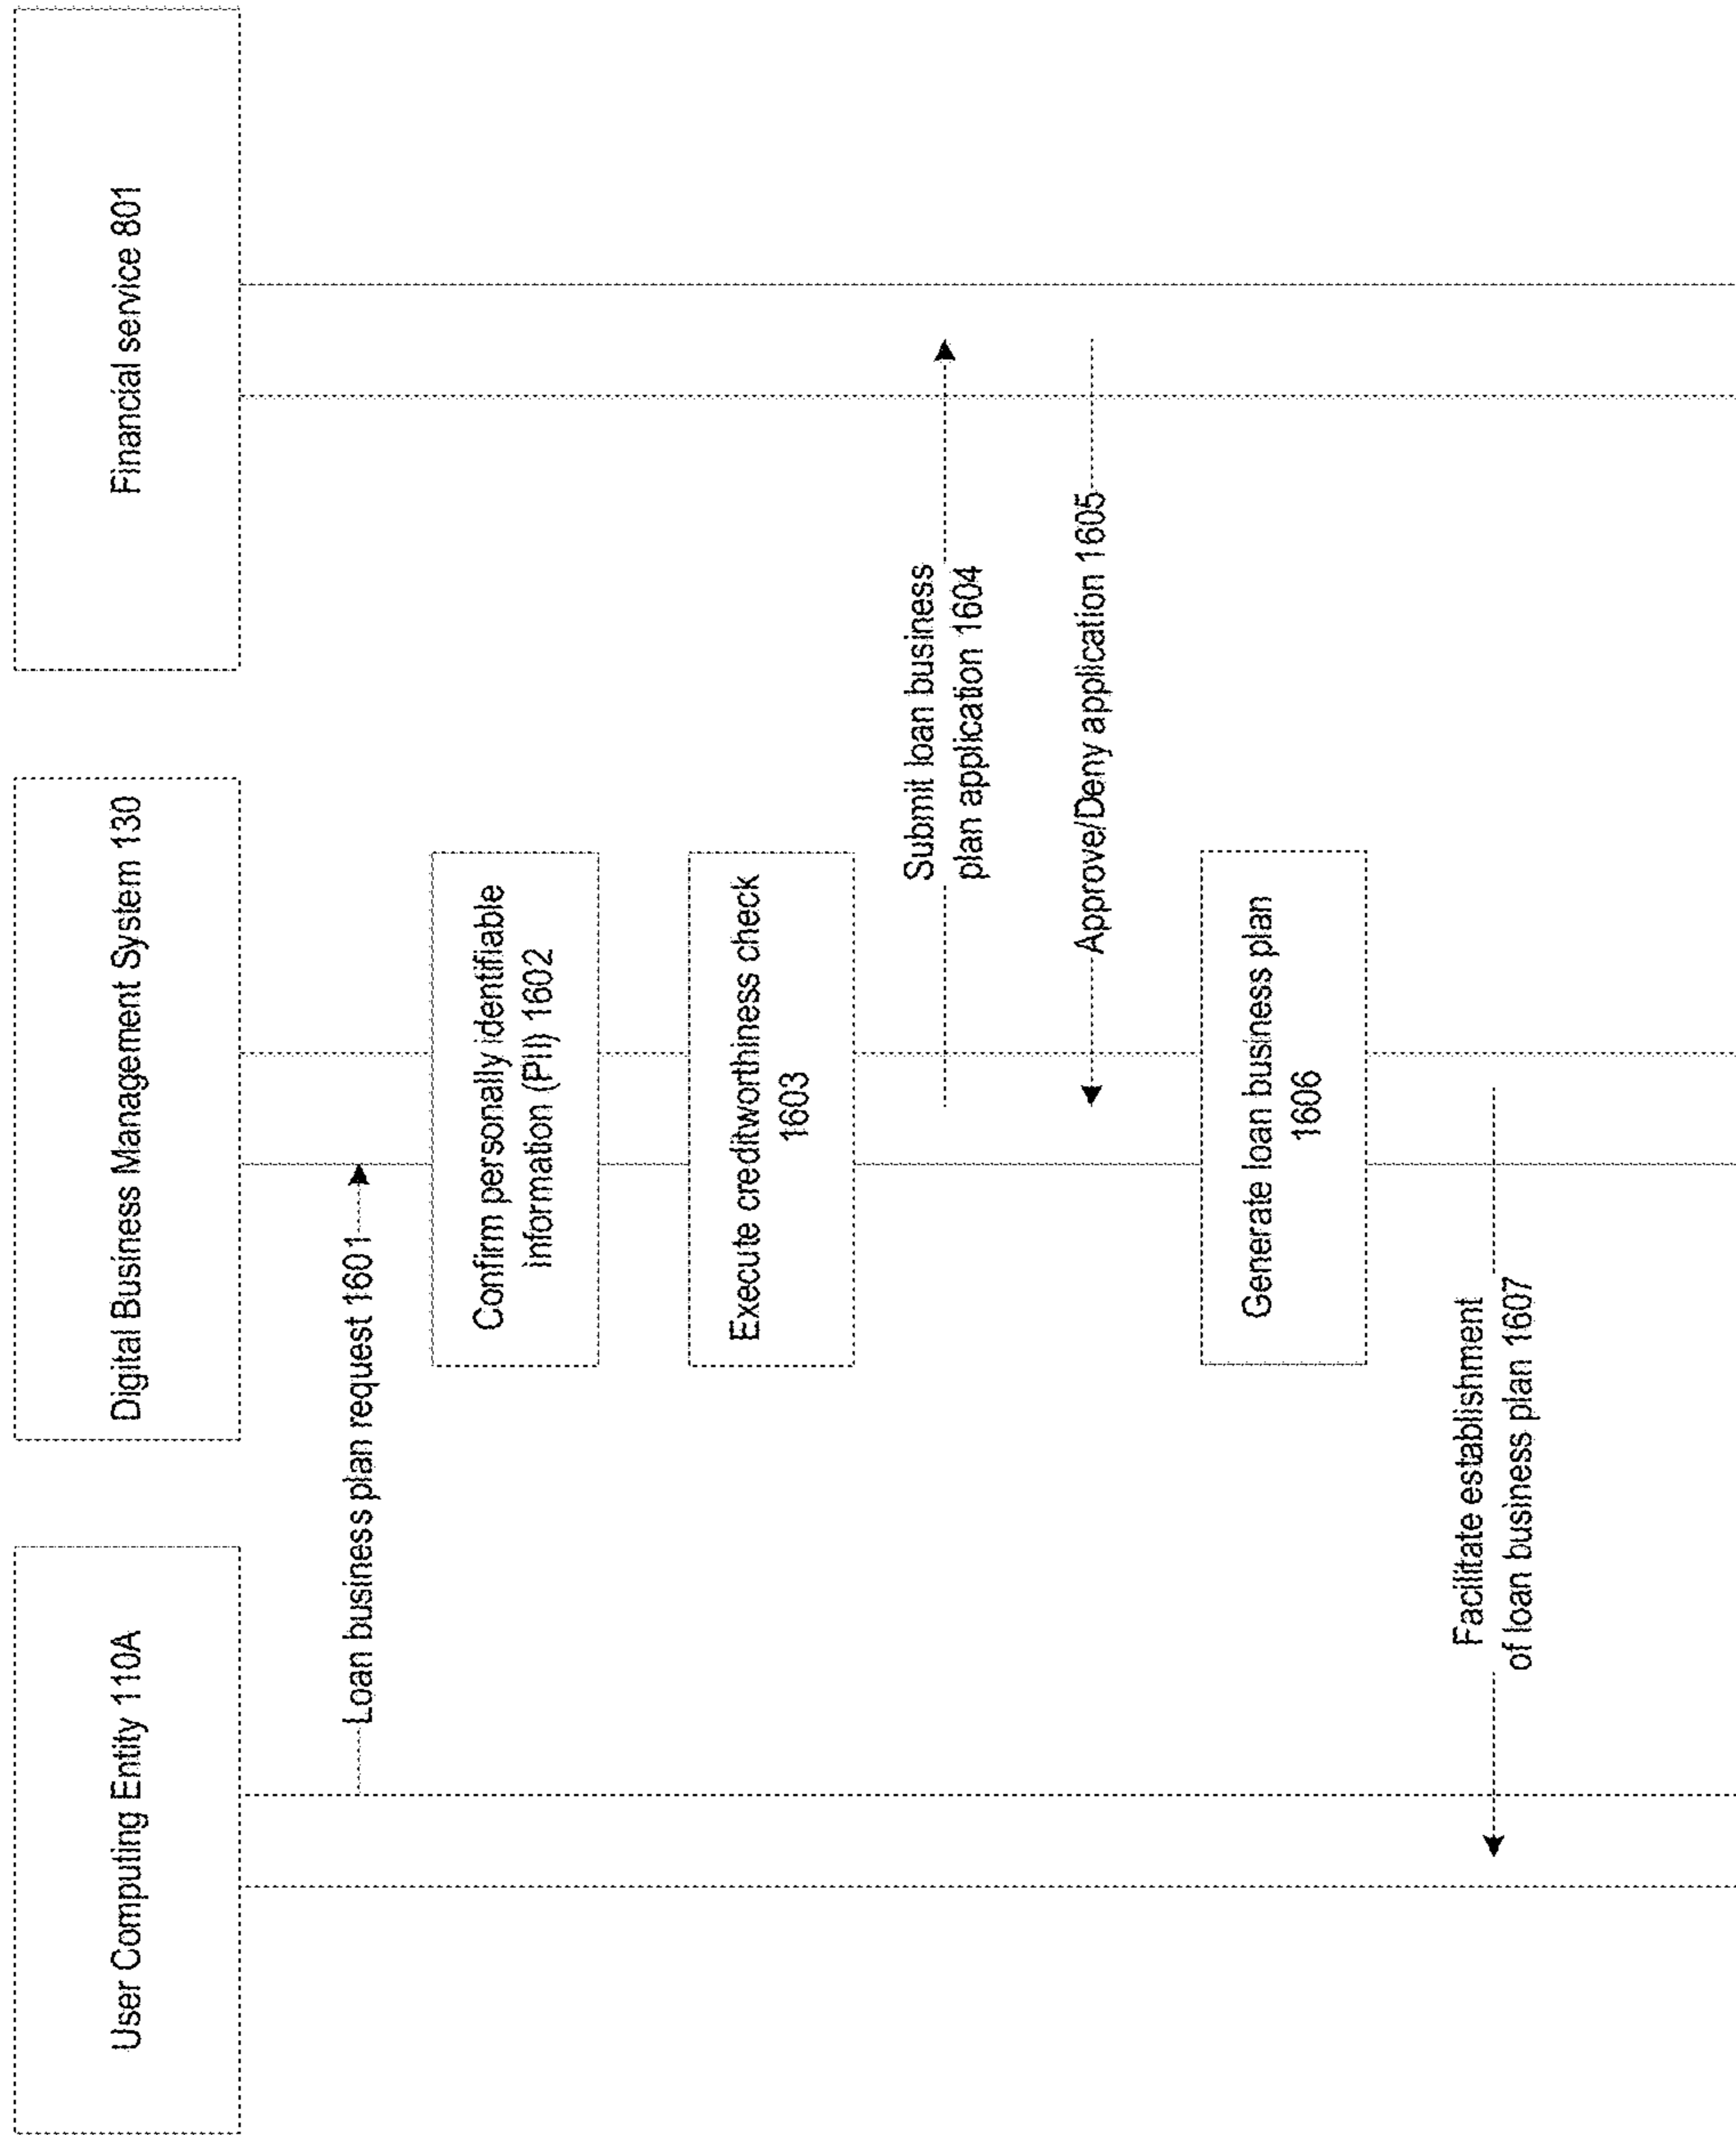 User Computing Entity 110A
Digital Business Management System 130
Financial service 801
Loan business plan request 1601
Confirm personally identifiable
information (PII) 1602
Execute creditworthiness check
1603
Submit loan business
plan application 1604
Approve/Deny application 1605
Generate loan business plan
1606
Facilitate establishment
of loan business plan 1607